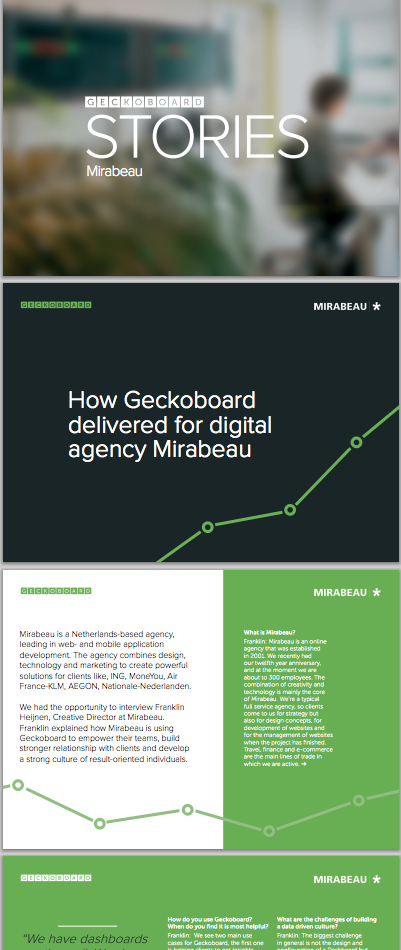 GECKOBOARD
STORIES
Mirabeau
GECKOBOARD
MIRABEAU
How Geckoboard
delivered for digital
agency Mirabeau
GECKOBOARD
MIRABEAU
Mirabeau is a Netherlands-based agency,
leading in web- and mobile application
development. The agency combines design,
technology and marketing to create powerful
solutions for clients like, ING, MoneYou, Air
France-KLM, AEGON, Nationale-Nederlanden.
We had the opportunity to interview Franklin
Heijnen, Creative Director at Mirabeau.
Franklin explained how Mirabeau is using
Geckoboard to empower their teams, build
stronger relationship with clients and develop
a strong culture of result-oriented individuals.
What is Mirabeau?
Franklin: Mirabeau is an online
agency that was established
in 2001. We recently had
our twelfth year anniversary,
and at the moment we are
about to 300 employees. The
combination of creativity and
technology is mainly the core
of Mirabeau. We're a typical
full service agency, so clients
come to us for strategy but
also for design concepts, for
development of websites and
for the management of websites
when the project has finished.
Travel, finance and e-commerce
are the main lines of trade in
which we are active. →
GECKOBOARD
MIRABEAU
"We have dashboards
How do you use Geckoboard?
When do you find it is most helpful?
Franklin: We see two main use
cases for Geckoboard, the first one
What are the challenges of building
a data driven culture?
Franklin: The biggest challenge
in general is not the design and